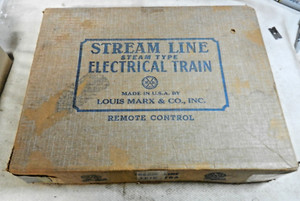 STREAM LINE
STEAM TYPE
ELECTRICAL TRAIN
MADE IN U.S.A. BY
LOUIS MARX & CO., INC.
REMOTE CONTROL